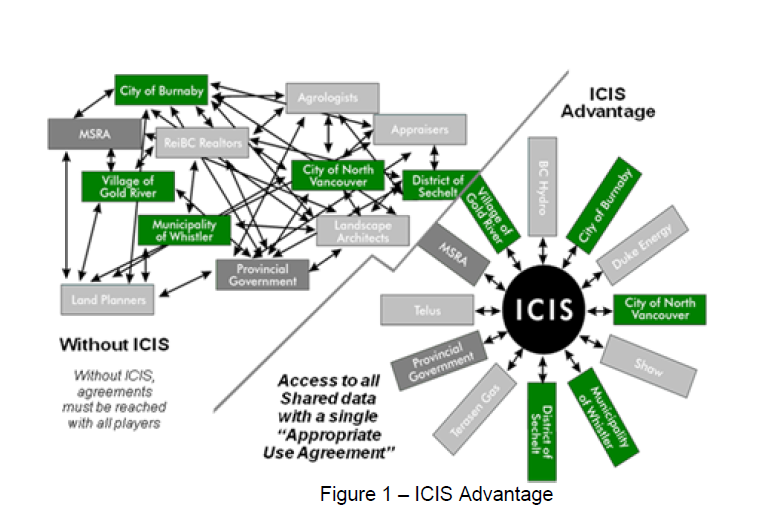 City of Burnaby
Agrologists
MSRA
ReiBC Realtors
Appraisers
Village of
Gold River
City of North
Vancouver
District of
Sechelt
Municipality
of Whistler
Landscape
Architects
Provincial
Government
Land Planners
Without ICIS
Without ICIS,
agreements
must be reached
with all players
ICIS
Advantage
BC Hydro
City of Burnaby
Village of
Gold River
Duke Energy
MSRA
Telus
ICIS
City of North
Vancouver
Provincial
Government
Shaw
Terasen Gas
District of
Sechelt
Municipality
of Whistler
Access to all
Shared data
with a single
“Appropriate
Use Agreement”
Figure 1 – ICIS Advantage